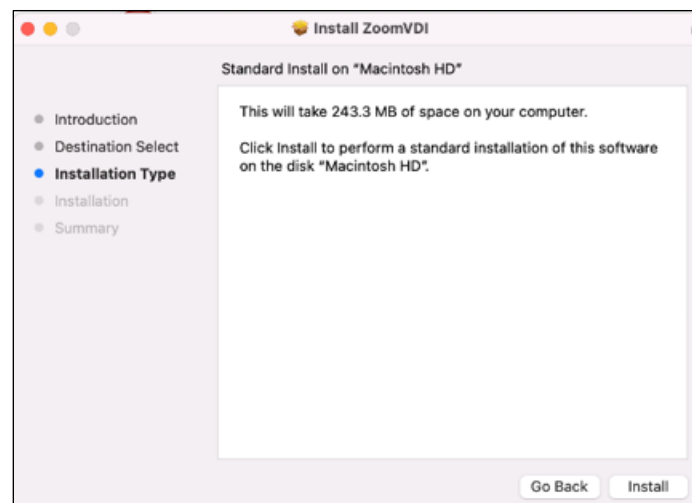 Install ZoomVDI
Standard Install on “Macintosh HD”
Introduction
Destination Select
Installation Type
Installation
Summary
This will take 243.3 MB of space on your computer.
Click Install to perform a standard installation of this software
on the disk “Macintosh HD”.
Go Back
Install